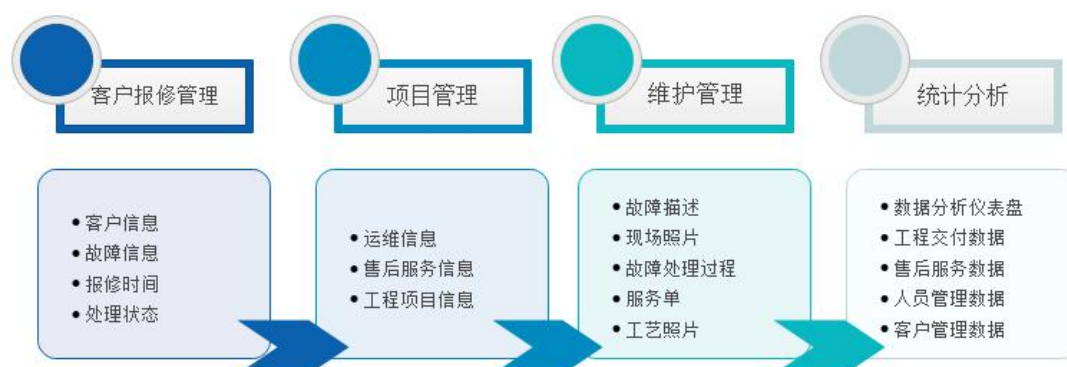 客户报修管理
项目管理
维护管理
统计分析
•客户信息
•故障信息
•报修时间
•处理状态
•运维信息
•售后服务信息
•工程项目信息
•故障描述
•现场照片
•故障处理过程
•服务单
•工艺照片
•数据分析仪表盘
•工程交付数据
•售后服务数据
•人员管理数据
•客户管理数据